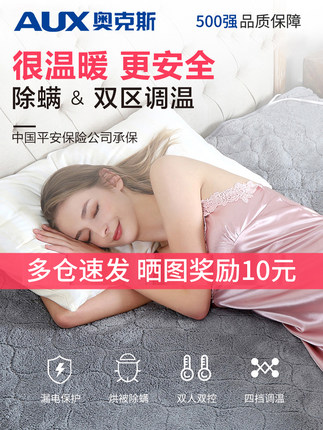 AUX奥克斯 500强品质保障
很温暖 更安全
除螨 & 双区调温
中国平安保险公司承保
多仓速发 晒图奖励10元
漏电保护 烘被除螨 双人双控 四挡调温